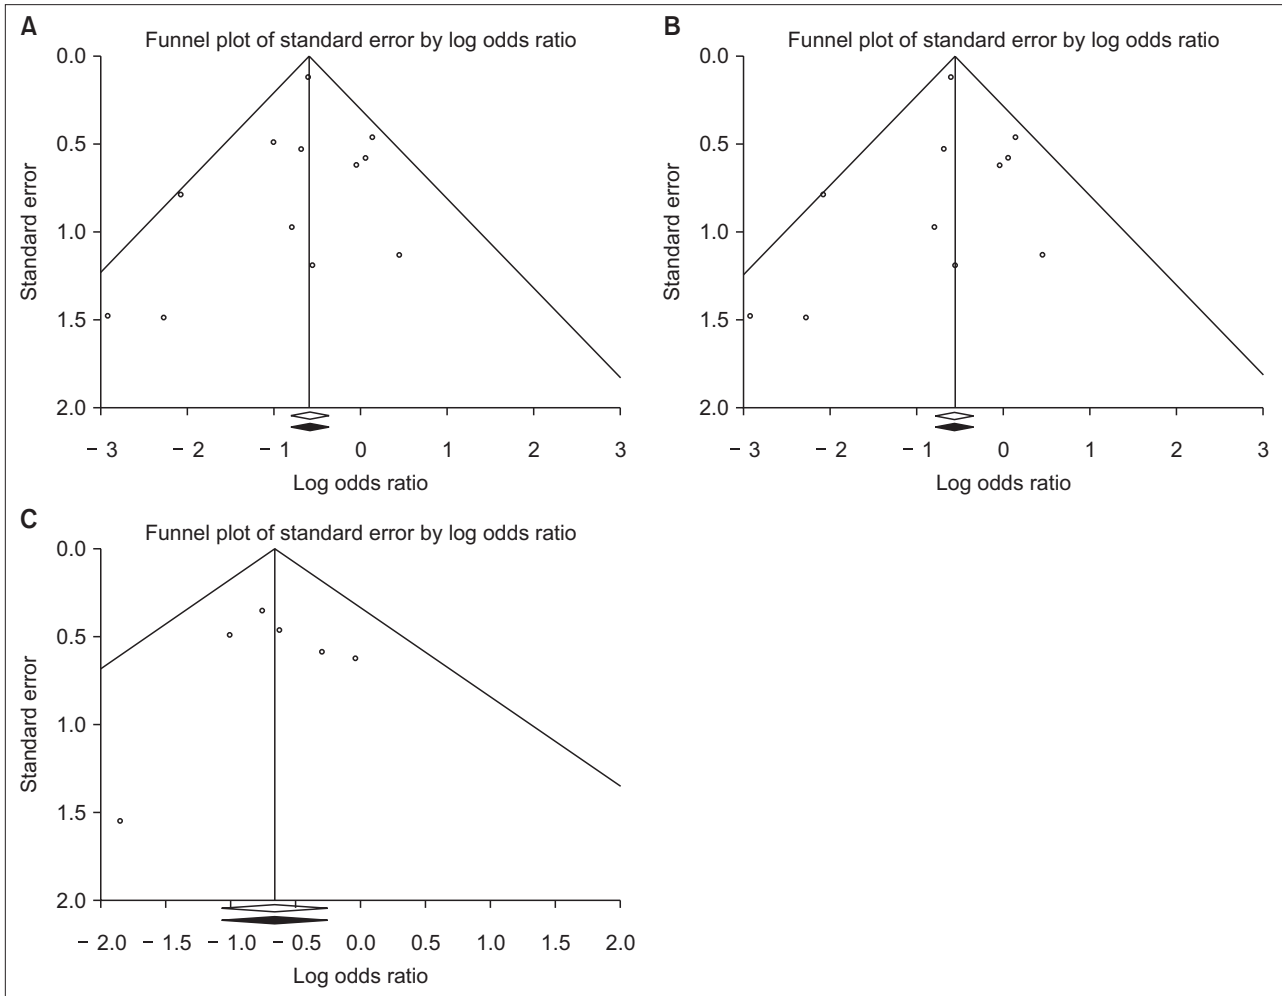 A
Funnel plot of standard error by log odds ratio
0.0
0.5
1.0
1.5
2.0
Standard error
− 3 − 2 − 1 0 1 2 3
Log odds ratio
B
Funnel plot of standard error by log odds ratio
0.0
0.5
1.0
1.5
2.0
Standard error
− 3 − 2 − 1 0 1 2 3
Log odds ratio
C
Funnel plot of standard error by log odds ratio
0.0
0.5
1.0
1.5
2.0
Standard error
− 2.0 − 1.5 − 1.0 − 0.5 0.0 0.5 1.0 1.5 2.0
Log odds ratio